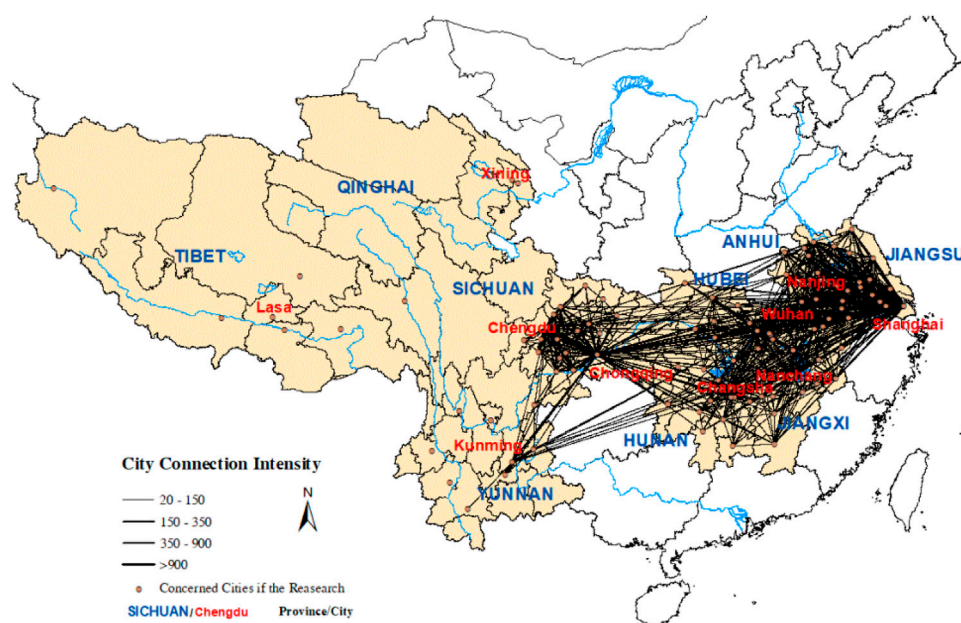 Xining
QINGHAI
ANHUI
JIANGSU
TIBET
HUBEI
Nanjing
SICHUAN
Lasa
Wuhan
Chengdu
Shanghai
Chongqing
Nanchang
Changsha
JIANGXI
HUNAN
Kunming
YUNNAN
City Connection Intensity
N
20 - 150
150 - 350
350 - 900
>900
Concerned Cities if the Reasearch
SICHUAN/Chengdu Province/City